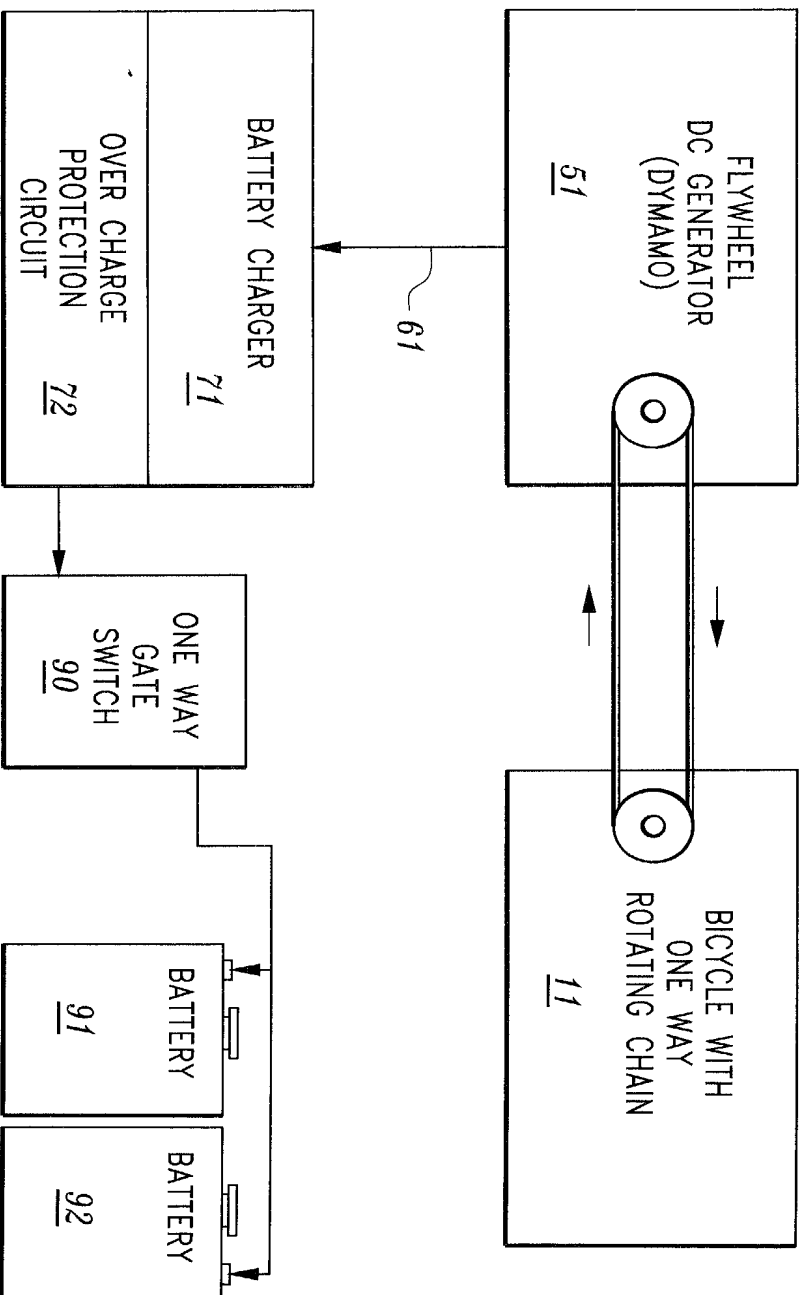 FLYWHEEL
DC GENERATOR
(DYMAMO)
51
BICYCLE WITH
ONE WAY
ROTATING CHAIN
11
61
BATTERY CHARGER
71
OVER CHARGE
PROTECTION
CIRCUIT
72
ONE WAY
GATE
SWITCH
90
BATTERY
91
BATTERY
92